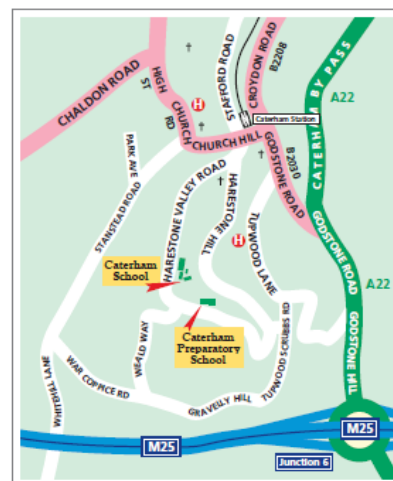 CHALDON ROAD
HIGH ST
CHURCH RD
H
STAFFORD ROAD
CROYDON ROAD
B2208
Caterham Station
CHURCH HILL
B2030
GODSTONE ROAD
CATERHAM BY PASS
A22
PARK AVE
STANSTEAD ROAD
HARESTONE VALLEY ROAD
HARESTONE HILL
H
TUPWOOD LANE
Caterham
School
Caterham
Preparatory
School
GODSTONE ROAD
A22
GODSTONE HILL
WEALD WAY
TUPWOOD SCRUBBS RD
WAR COPPICE RD
WHITEHILL LANE
GRAVELLY HILL
M25
M25
Junction 6